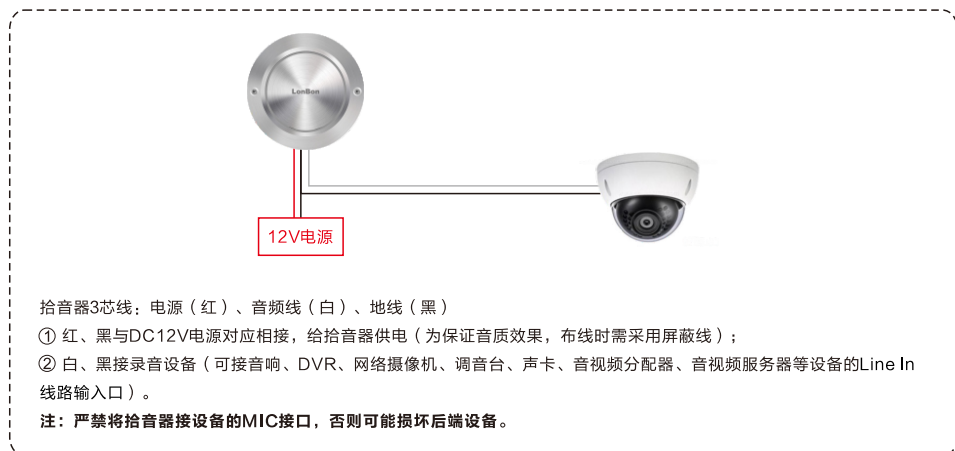 LonBon
12V电源
拾音器3芯线：电源（红）、音频线（白）、地线（黑）
① 红、黑与DC12V电源对应相接，给拾音器供电（为保证音质效果，布线时需采用屏蔽线）；
② 白、黑接录音设备（可接音响、DVR、网络摄像机、调音台、声卡、音视频分配器、音视频服务器等设备的Line In
线路输入口）。
注：严禁将拾音器接设备的MIC接口，否则可能损坏后端设备。